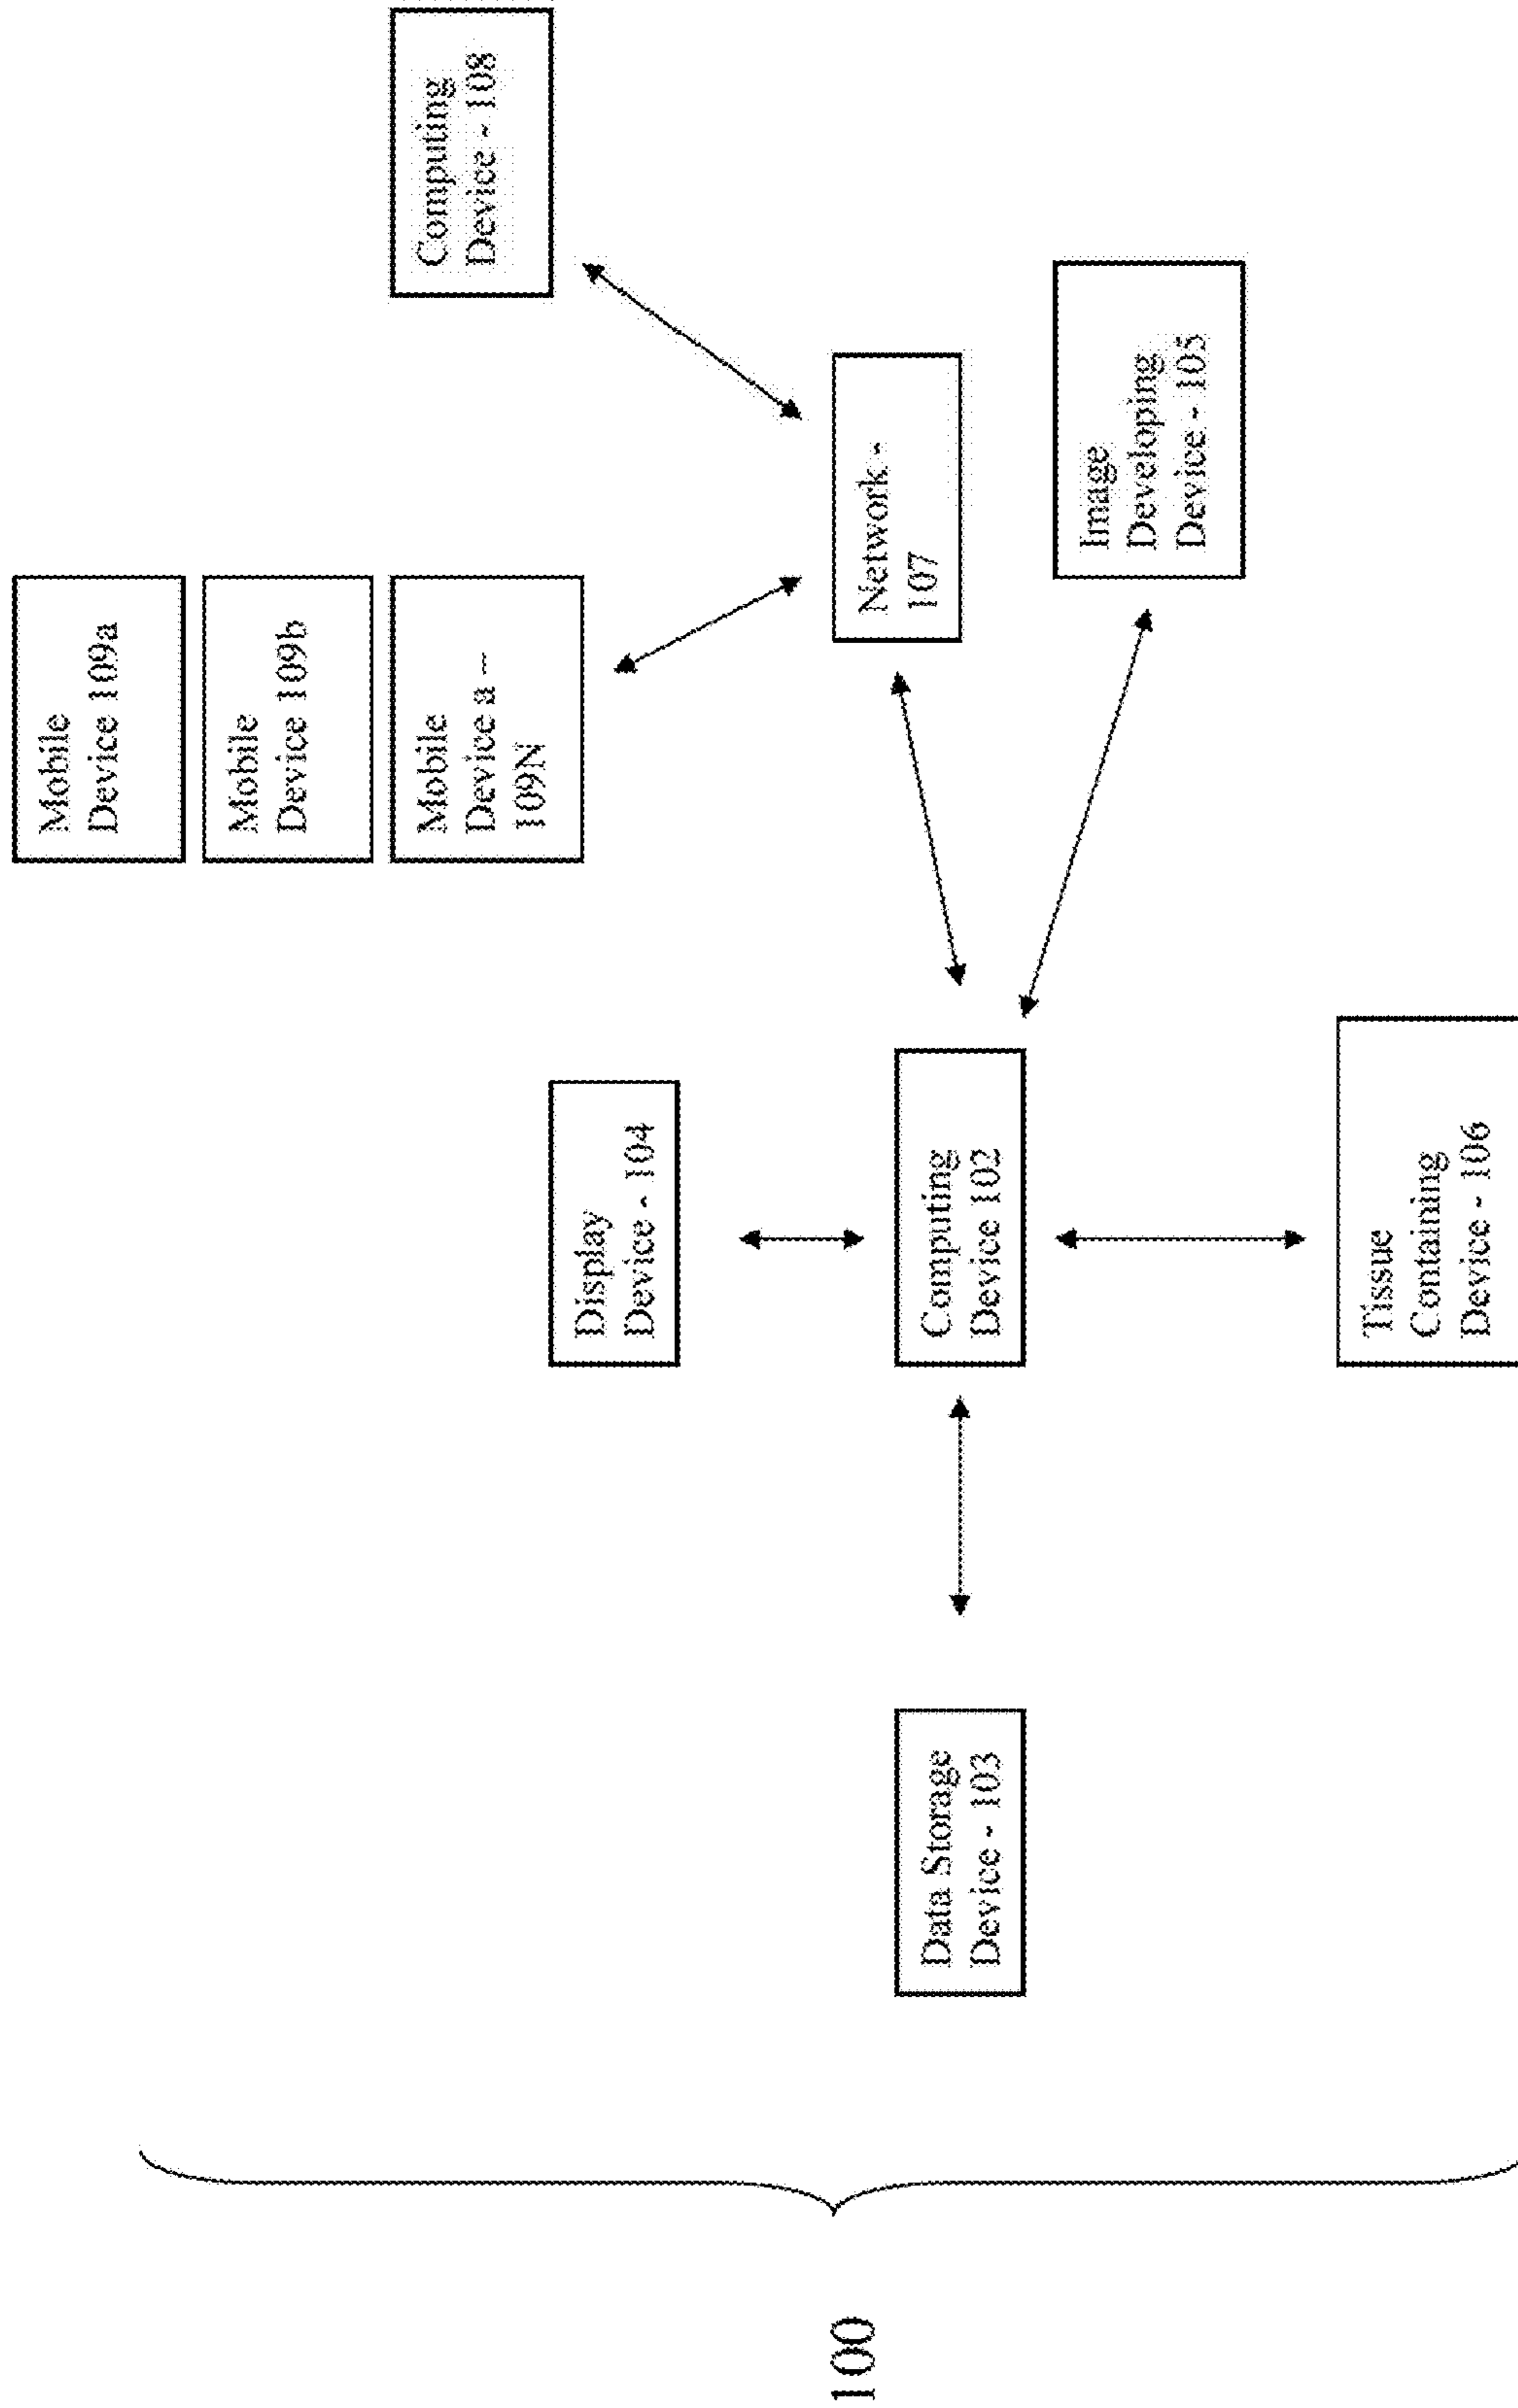 Mobile
Device 109a
Mobile
Device 109b
Mobile
Device a --
109N
Computing
Device - 108
Display
Device - 104
100
Data Storage
Device - 103
Computing
Device 102
Network -
107
Image
Developing
Device - 105
Tissue
Containing
Device - 106